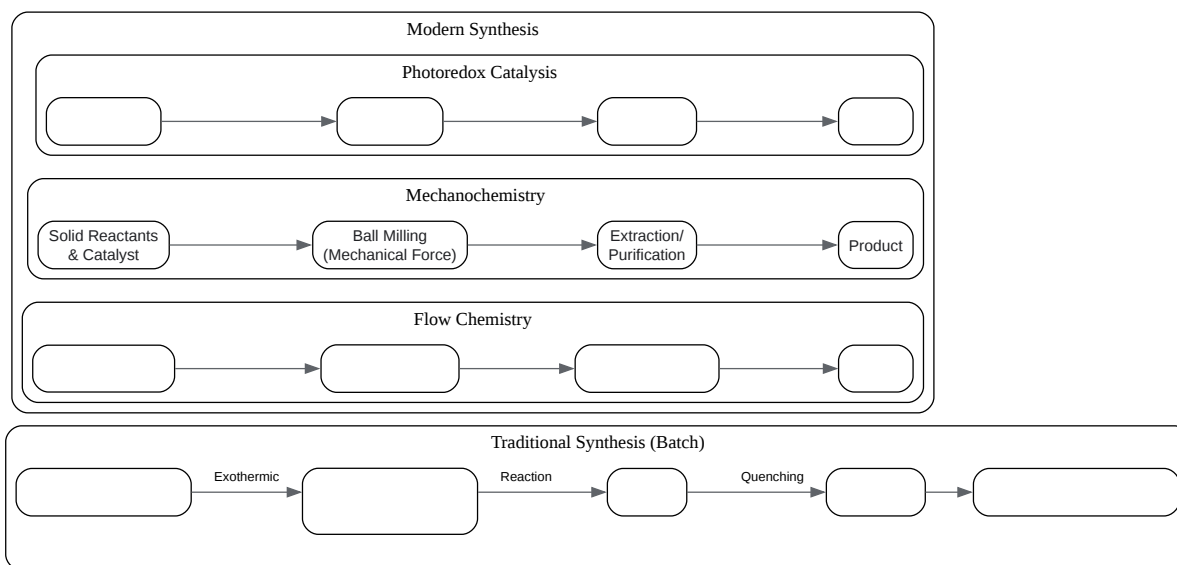 Modern Synthesis
Photoredox Catalysis
Mechanochemistry
Solid Reactants
& Catalyst
Ball Milling
(Mechanical Force)
Extraction/
Purification
Product
Flow Chemistry
Traditional Synthesis (Batch)
Exothermic
Reaction
Quenching